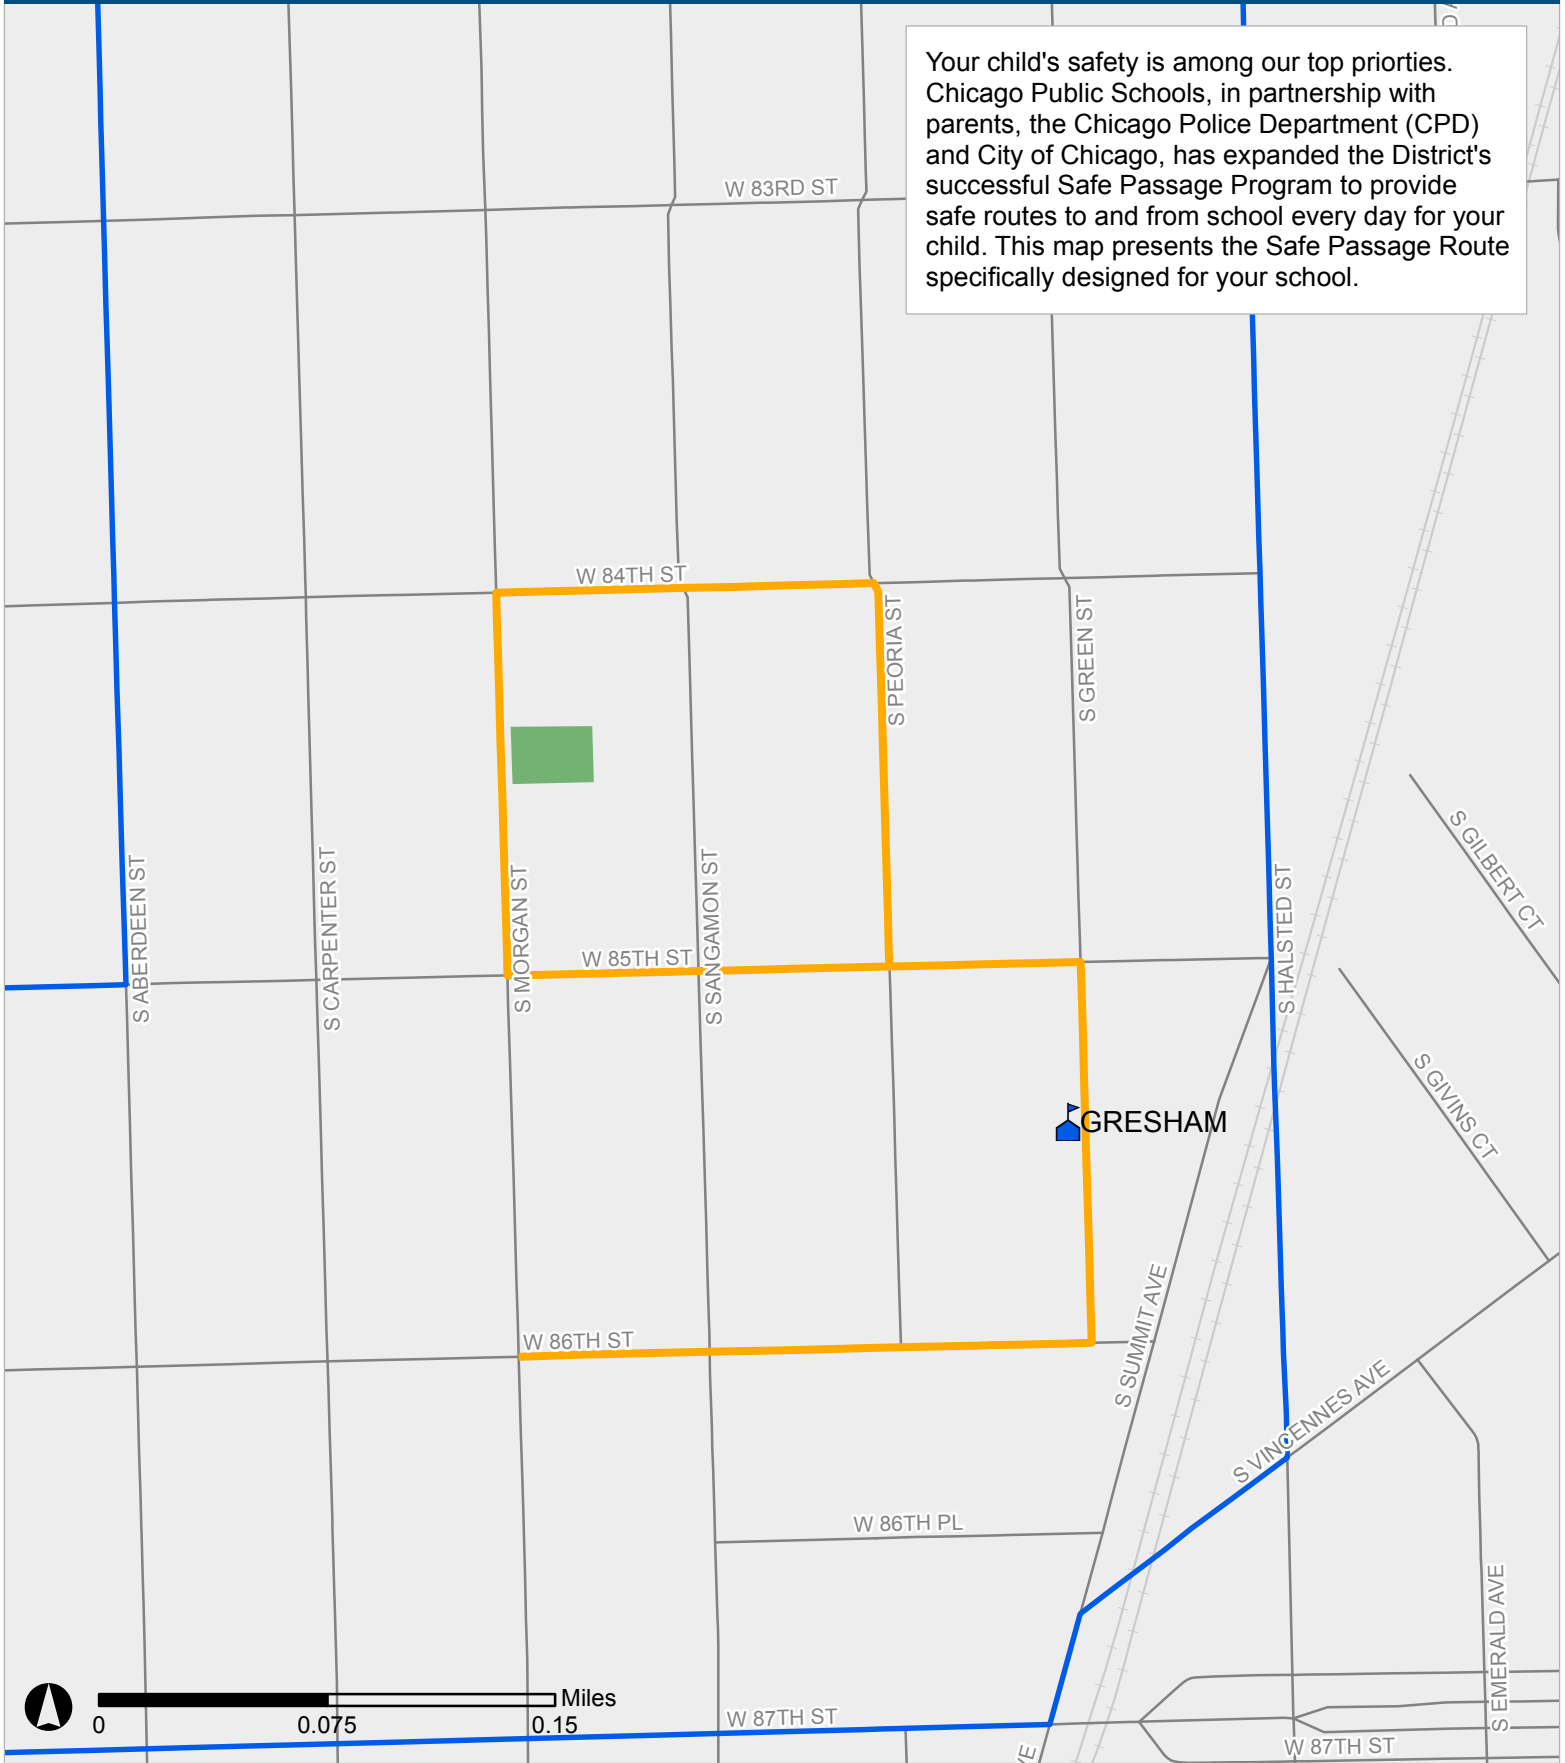 Your child's safety is among our top priorties.
Chicago Public Schools, in partnership with
parents, the Chicago Police Department (CPD)
and City of Chicago, has expanded the District's
successful Safe Passage Program to provide
safe routes to and from school every day for your
child. This map presents the Safe Passage Route
specifically designed for your school.
W 83RD ST
W 84TH ST
S PEORIA ST
S GREEN ST
S GILBERT CT
S ABERDEEN ST
S CARPENTER ST
S MORGAN ST
S SANGAMON ST
S HALSTED ST
W 85TH ST
S GIVINS CT
GRESHAM
S SUMMIT AVE
W 86TH ST
S VINCENNES AVE
W 86TH PL
S EMERALD AVE
Miles
0 0.075 0.15
W 87TH ST
W 87TH ST
VE